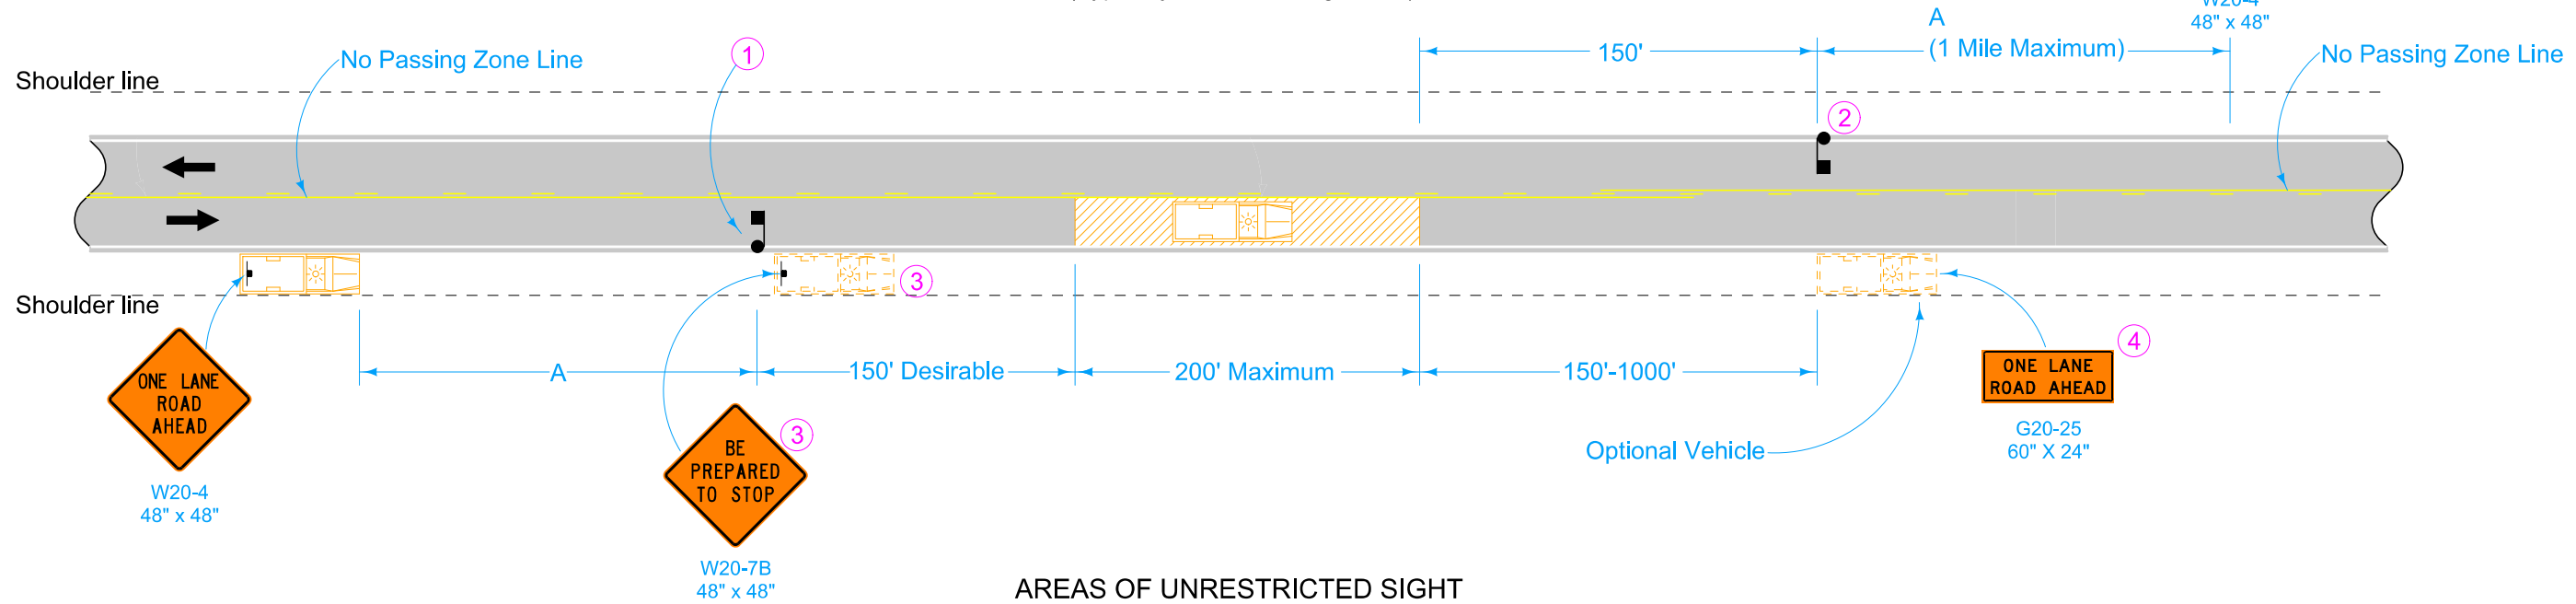 W20-4
48" x 48"
A
(1 Mile Maximum)
150'
No Passing Zone Line
1
No Passing Zone Line
Shoulder line
2
3
Shoulder line
A
150' Desirable
200' Maximum
150'-1000'
4
ONE LANE
ROAD
AHEAD
W20-4
48" x 48"
BE
PREPARED
TO STOP
3
W20-7B
48" x 48"
ONE LANE
ROAD AHEAD
G20-25
60" X 24"
Optional Vehicle
AREAS OF UNRESTRICTED SIGHT